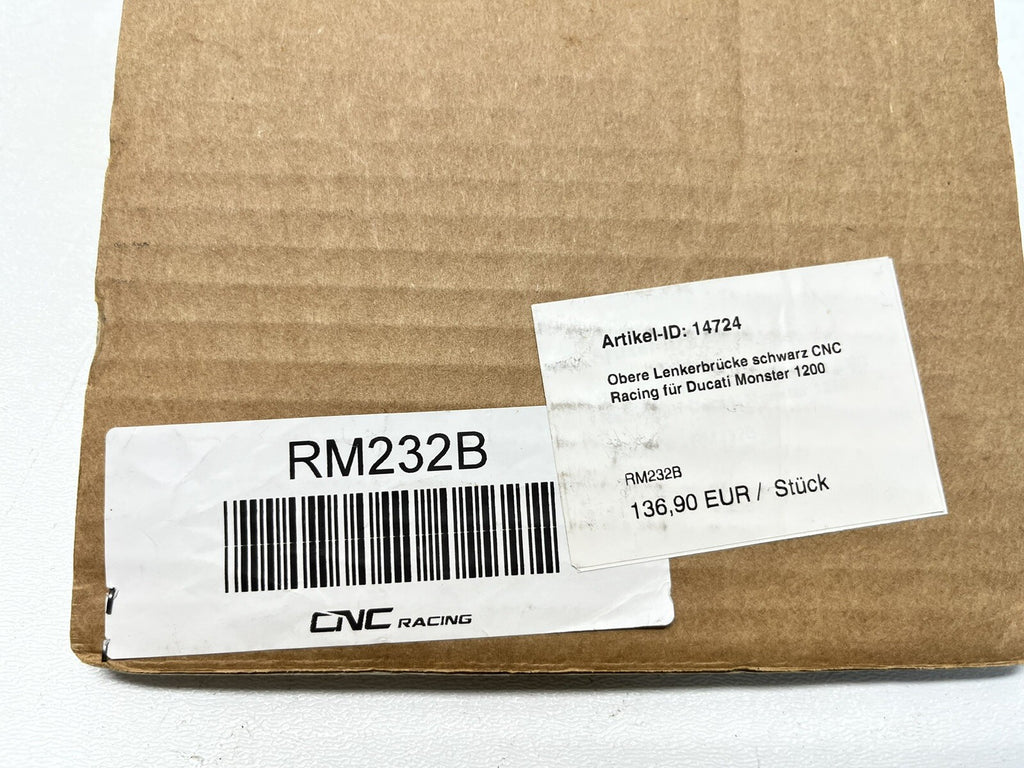 RM232B
CNC RACING
Artikel-ID: 14724
Obere Lenkerbrücke schwarz CNC
Racing für Ducati Monster 1200
RM232B
136,90 EUR / Stück